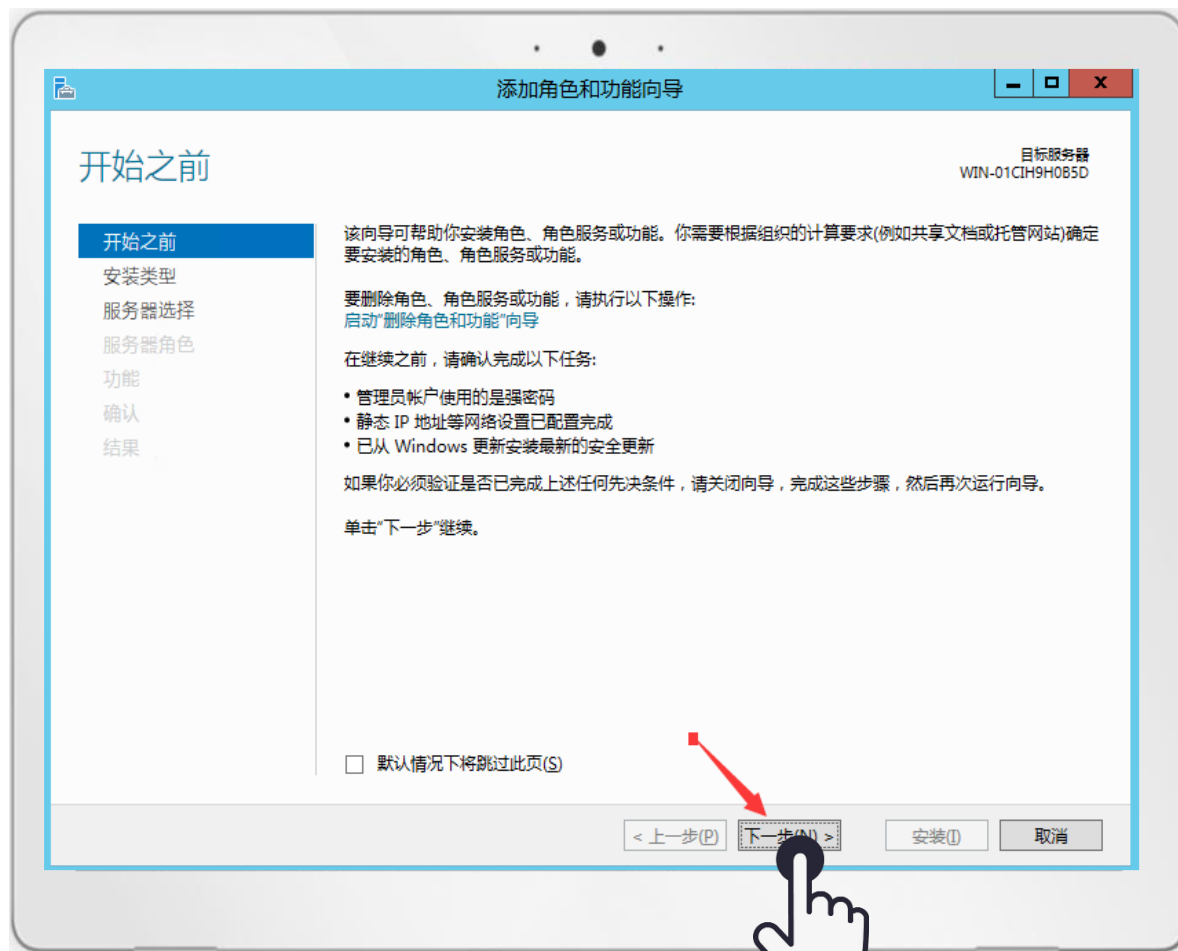 添加角色和功能向导
开始之前
目标服务器
WIN-01CIH9H0B5D
开始之前
安装类型
服务器选择
服务器角色
功能
确认
结果
该向导可帮助你安装角色、角色服务或功能。你需要根据组织的计算要求(例如共享文档或托管网站)确定
要安装的角色、角色服务或功能。
要删除角色、角色服务或功能，请执行以下操作:
启动"删除角色和功能"向导
在继续之前，请确认完成以下任务:
• 管理员帐户使用的是强密码
• 静态 IP 地址等网络设置已配置完成
• 已从 Windows 更新安装最新的安全更新
如果你必须验证是否已完成上述任何先决条件，请关闭向导，完成这些步骤，然后再次运行向导。
单击"下一步"继续。
默认情况下将跳过此页(S)
< 上一步(P) 下一步(N) > 安装(I) 取消